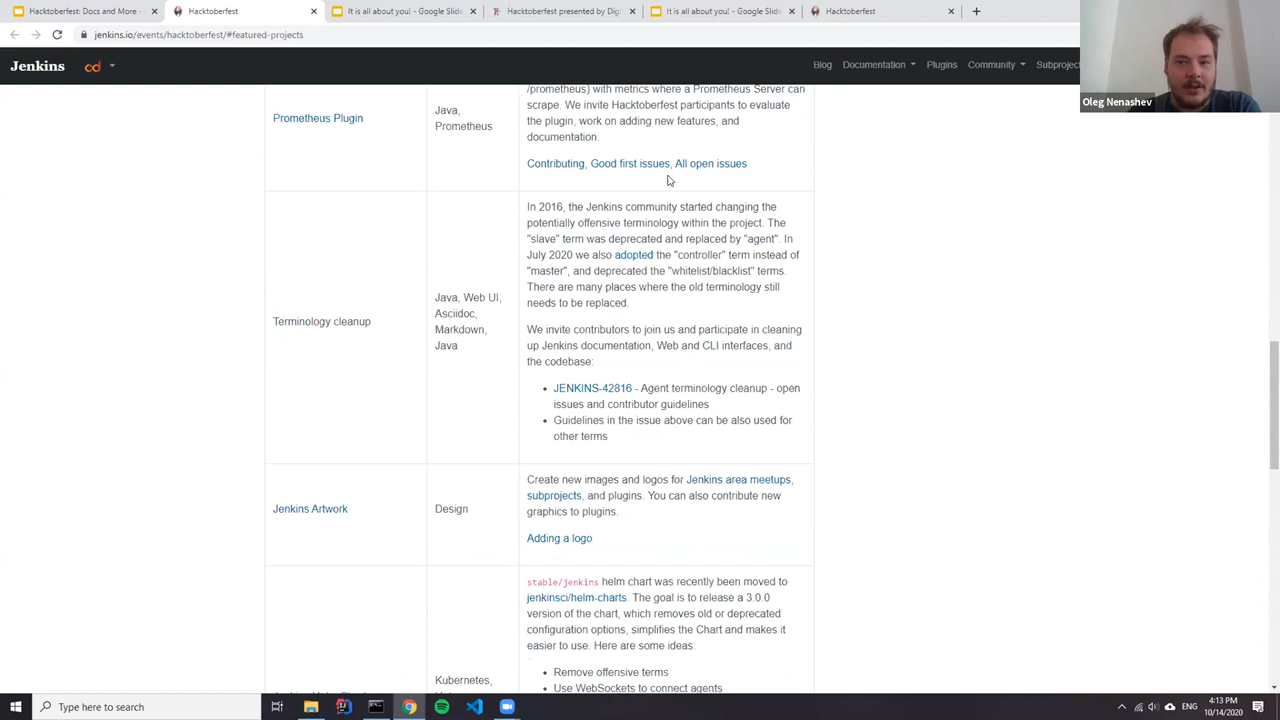 Hacktoberfest: Docs and More -
Hacktoberfest
It is all about you! - Google Slide
Hacktoberfest presented by Digi
It is all about you! - Google Slide
Hacktoberfest
jenkins.io/events/hacktoberfest/#featured-projects
Jenkins
cd
Blog
Documentation
Plugins
Community
Subproject
Oleg Nenashev
Prometheus Plugin
Java,
Prometheus
/prometheus) with metrics where a Prometheus Server can
scrape. We invite Hacktoberfest participants to evaluate
the plugin, work on adding new features, and
documentation.
Contributing, Good first issues, All open issues
Terminology cleanup
Java, Web UI,
Asciidoc,
Markdown,
Java
In 2016, the Jenkins community started changing the
potentially offensive terminology within the project. The
"slave" term was deprecated and replaced by "agent". In
July 2020 we also adopted the "controller" term instead of
"master", and deprecated the "whitelist/blacklist" terms.
There are many places where the old terminology still
needs to be replaced.
We invite contributors to join us and participate in cleaning
up Jenkins documentation, Web and CLI interfaces, and
the codebase:
• JENKINS-42816 - Agent terminology cleanup - open
issues and contributor guidelines
• Guidelines in the issue above can be also used for
other terms
Jenkins Artwork
Design
Create new images and logos for Jenkins area meetups,
subprojects, and plugins. You can also contribute new
graphics to plugins.
Adding a logo
Kubernetes,
stable/jenkins helm chart was recently been moved to
jenkinsci/helm-charts. The goal is to release a 3.0.0
version of the chart, which removes old or deprecated
configuration options, simplifies the Chart and makes it
easier to use. Here are some ideas:
• Remove offensive terms
• Use WebSockets to connect agents
Type here to search
ENG
4:13 PM
10/14/2020